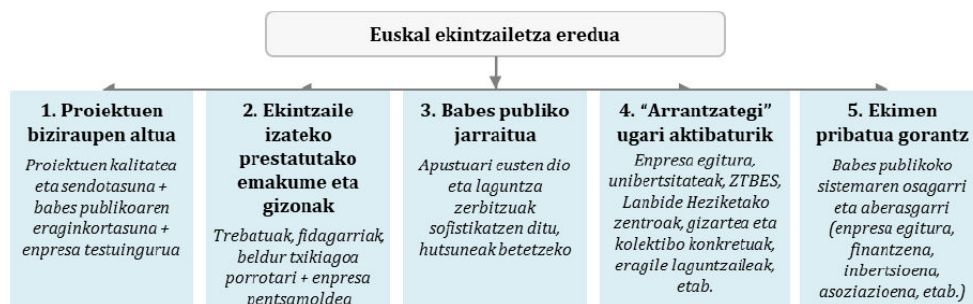 Euskal ekintzailetza eredua
1. Proiektuen
biziraupen altua
Proiektuen kalitatea
eta sendotasuna +
babes publikoaren
eraginkortasuna +
enpresa testuingurua
2. Ekintzaile
izateko
prestatutako
emakume eta
gizonak
Trebatuak, fidagarriak,
beldur txikiagoa
porrotari + enpresa
pentsamoldea
3. Babes publiko
jarraitua
Apustuari eusten dio
eta laguntza
zerbitzuak
sofistikatzen ditu,
hutsuneak betetzeko
4. “Arrantzategi”
ugari aktibaturik
Enpresa egitura,
unibertsitateak, ZTBES,
Lanbide Heziketako
zentroak, gizartea eta
kolektibo konkretuak,
eragile laguntzaileak,
etab.
5. Ekimen
pribatua gorantz
Babes publikoko
sistemaren osagarri
eta aberasgarri
(enpresa egitura,
finantzena,
inbertsioena,
asoziazioena, etab.)